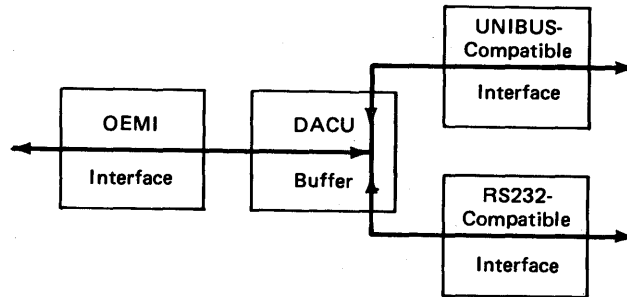 OEMI
Interface
DACU
Buffer
UNIBUS-
Compatible
Interface
RS232-
Compatible
Interface